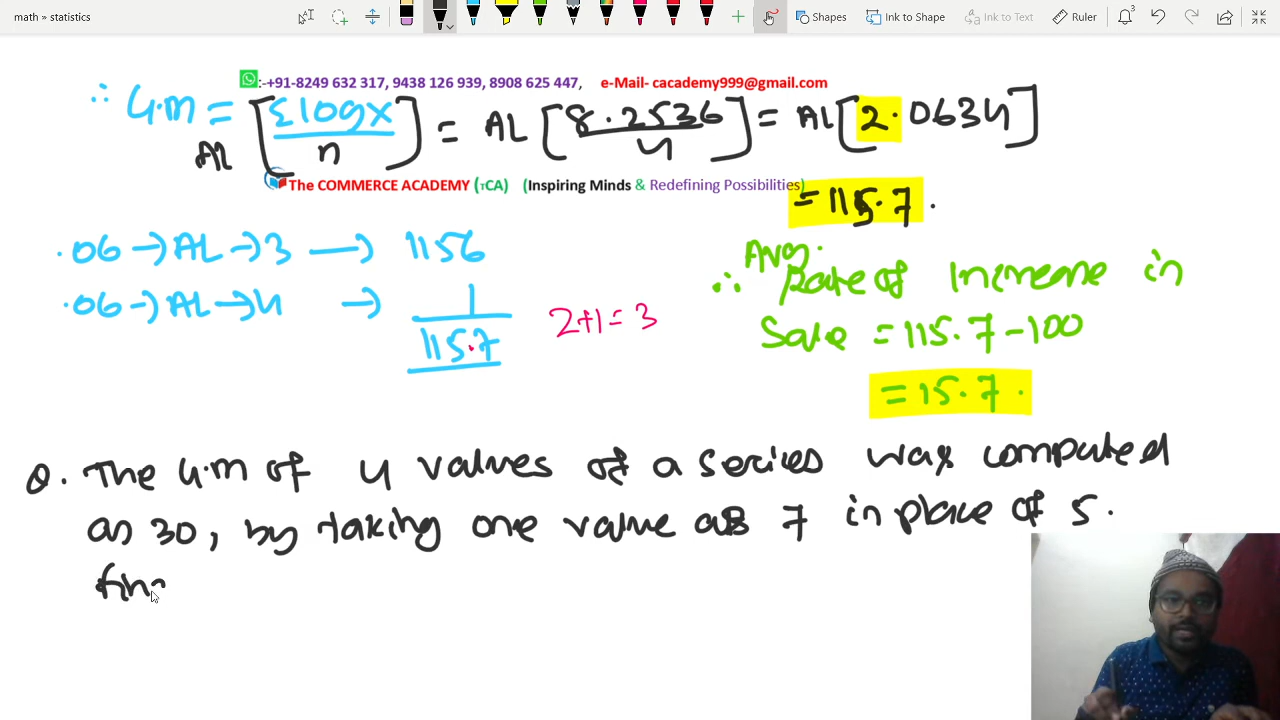 math » statistics
Shapes Ink to Shape Ink to Text Ruler
:-+91-8249 632 317, 9438 126 939, 8908 625 447, e-Mail- cacademy999@gmail.com
∴ G.M = AL [Σlogx/n] = AL [8.2536/4] = AL [2.0634]
The COMMERCE ACADEMY (TCA) (Inspiring Minds & Redefining Possibilities)
= 115.7.
.06 → AL → 3 → 1156
.06 → AL → 4 → 1
115.7
2+1=3
∴ Avg. Rate of Increase in
Sale = 115.7 - 100
= 15.7.
Q. The G.M of 4 values of a series was computed
as 30, by taking one value as 7 in place of 5.
fin